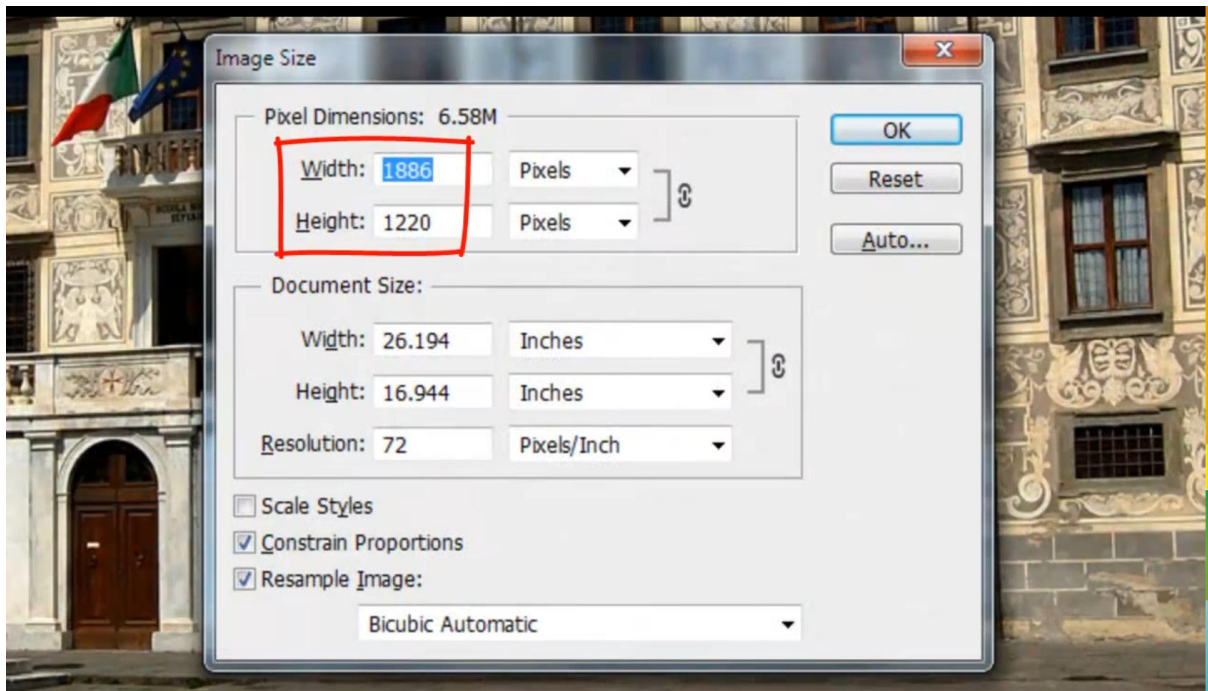 Image Size
Pixel Dimensions: 6.58M
Width: 1886 Pixels
Height: 1220 Pixels
OK
Reset
Auto...
Document Size:
Width: 26.194 Inches
Height: 16.944 Inches
Resolution: 72 Pixels/Inch
Scale Styles
Constrain Proportions
Resample Image:
Bicubic Automatic